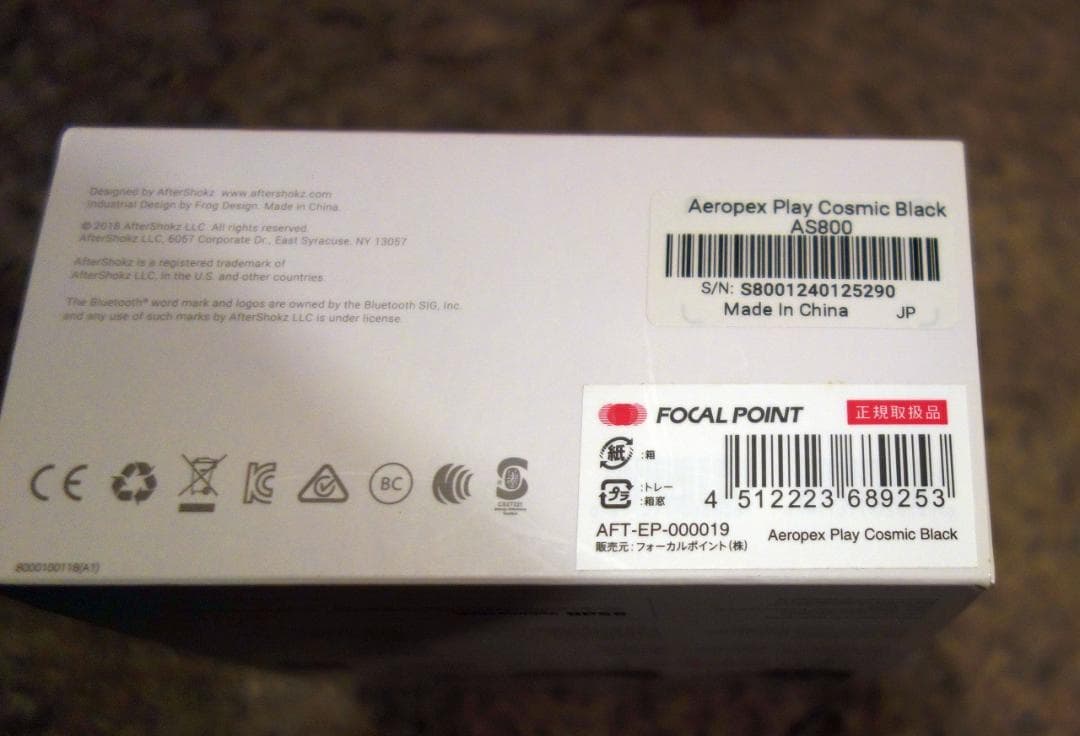 Designed by AfterShokz www.aftershokz.com
Industrial Design by Frog Design. Made in China.
© 2018 AfterShokz LLC All rights reserved.
AfterShokz LLC, 6057 Corporate Dr., East Syracuse, NY 13057
AfterShokz is a registered trademark of
AfterShokz LLC, in the U.S. and other countries.
The Bluetooth® word mark and logos are owned by the Bluetooth SIG, Inc.
and any use of such marks by AfterShokz LLC is under license.
Aeropex Play Cosmic Black
AS800
S/N: S8001240125290
Made In China JP
FOCAL POINT 正規取扱品
紙 :箱
プラ :トレー
:箱窓
4 512223 689253
AFT-EP-000019 Aeropex Play Cosmic Black
販売元:フォーカルポイント(株)
CE BC
8000100118(A1)